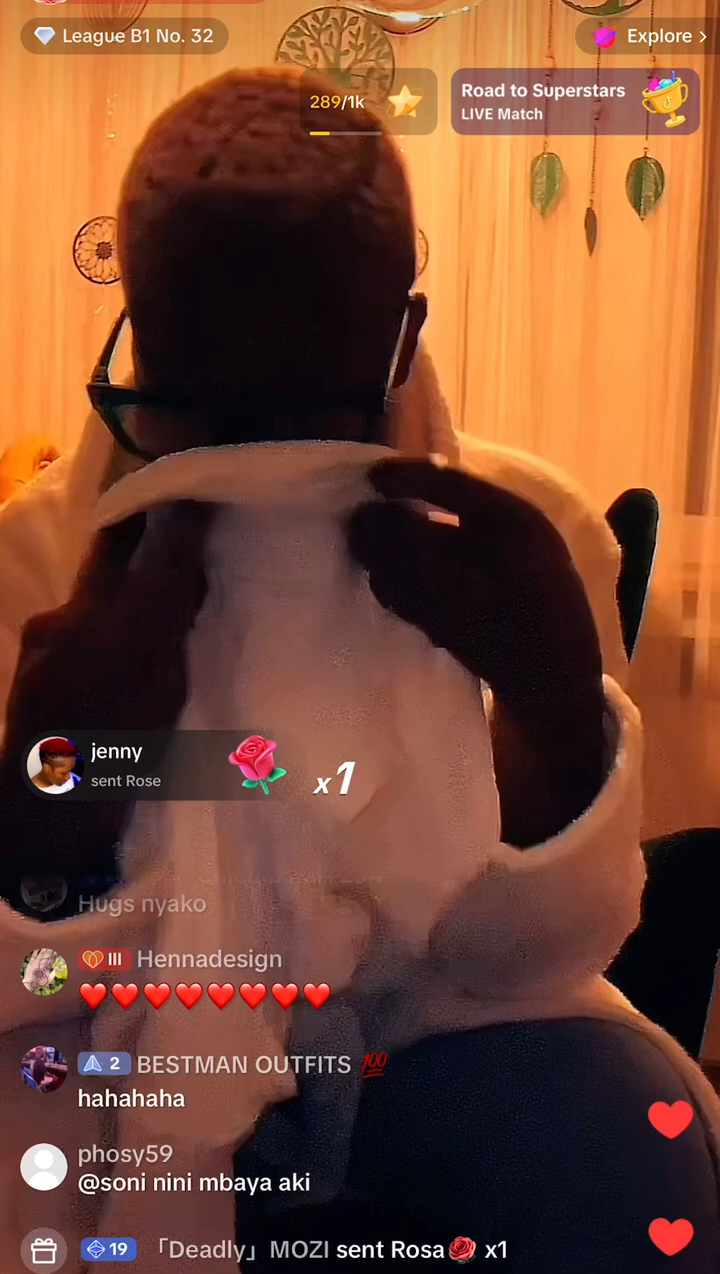 League B1 No. 32
Explore >
289/1k
Road to Superstars
LIVE Match
jenny
sent Rose
x1
Hugs nyako
III Hennadesign
❤️❤️❤️❤️❤️❤️❤️❤️
2 BESTMAN OUTFITS 💯
hahahaha
phosy59
@soni nini mbaya aki
19 「Deadly」 MOZI sent Rosa🌹 x1